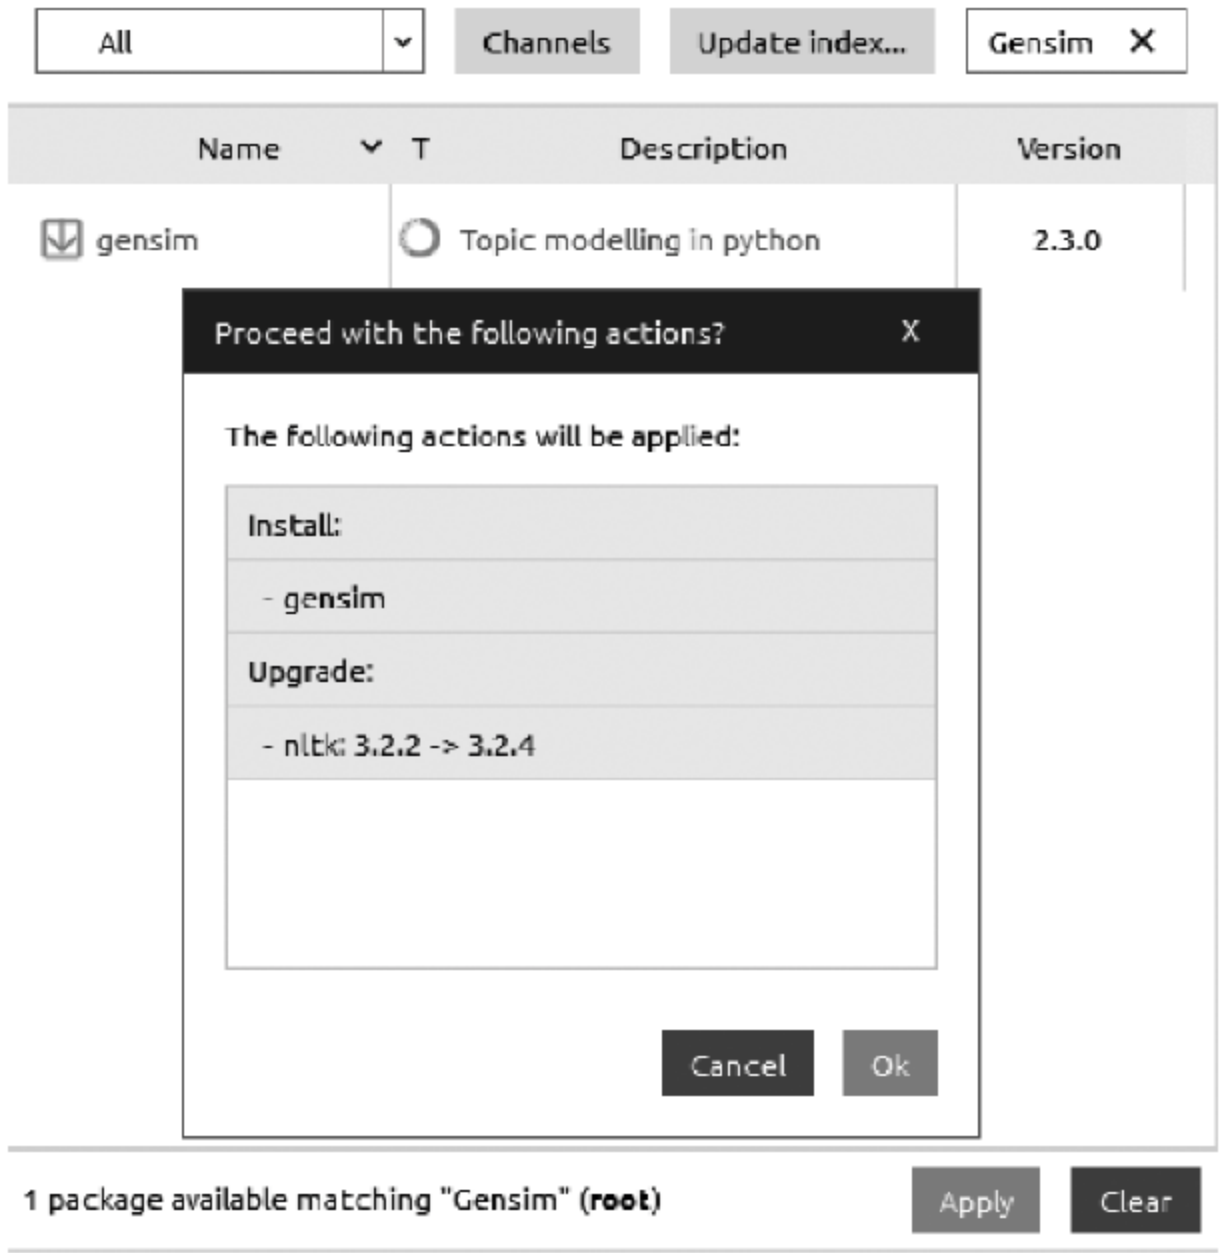 All Channels Update index... Gensim X
Name T Description Version
gensim Topic modelling in python 2.3.0
Proceed with the following actions? X
The following actions will be applied:
Install:
- gensim
Upgrade:
- nltk: 3.2.2 -> 3.2.4
Cancel Ok
1 package available matching "Gensim" (root) Apply Clear